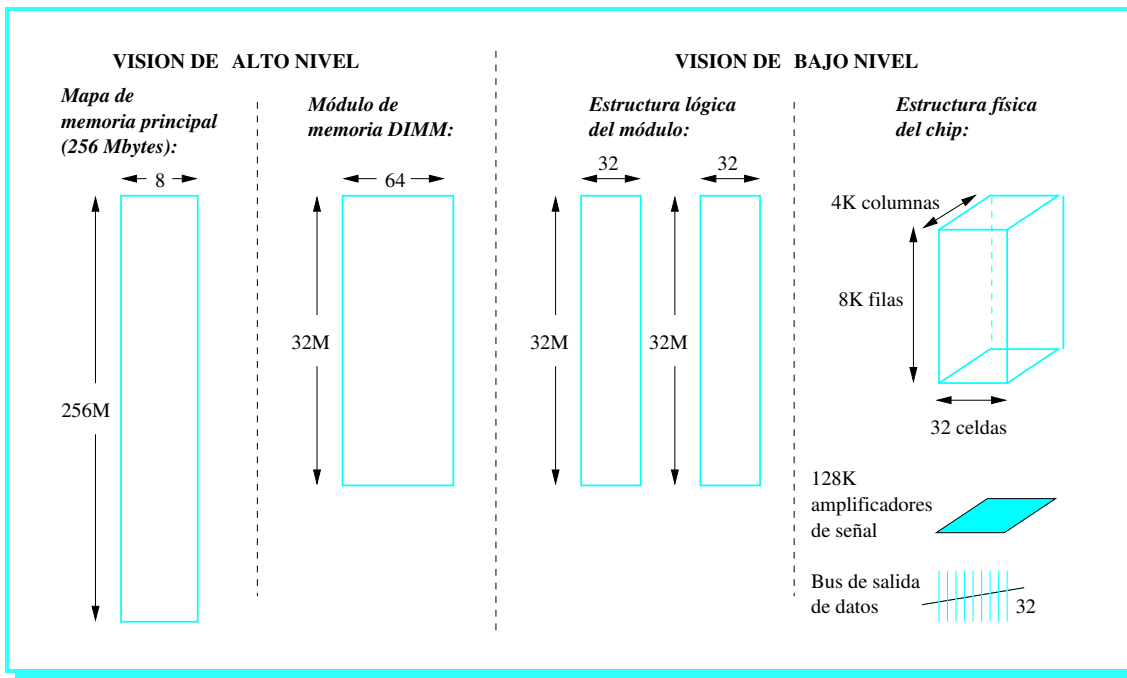 VISION DE ALTO NIVEL
VISION DE BAJO NIVEL
Mapa de
memoria principal
(256 Mbytes):
8
256M
Módulo de
memoria DIMM:
64
32M
Estructura lógica
del módulo:
32
32
32M
32M
Estructura física
del chip:
4K columnas
8K filas
32 celdas
128K
amplificadores
de señal
Bus de salida
de datos
32